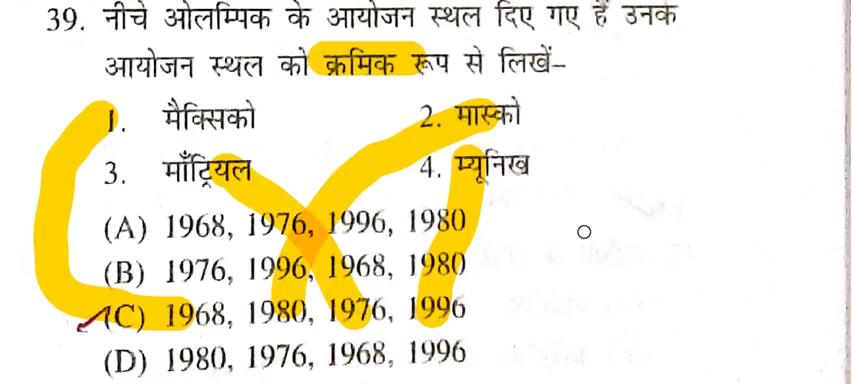 39. नीचे ओलम्पिक के आयोजन स्थल दिए गए हैं उनके
आयोजन स्थल को क्रमिक रूप से लिखें–
1. मैक्सिको 2. मास्को
3. माँट्रियल 4. म्यूनिख
(A) 1968, 1976, 1996, 1980
(B) 1976, 1996, 1968, 1980
(C) 1968, 1980, 1976, 1996
(D) 1980, 1976, 1968, 1996